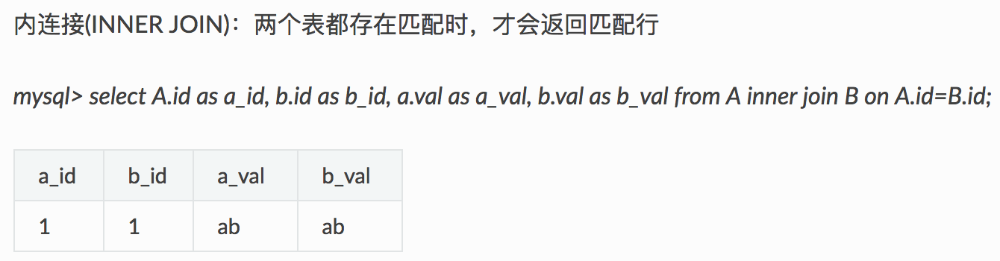 内连接(INNER JOIN)：两个表都存在匹配时，才会返回匹配行
mysql> select A.id as a_id, b.id as b_id, a.val as a_val, b.val as b_val from A inner join B on A.id=B.id;
a_id b_id a_val b_val
1 1 ab ab